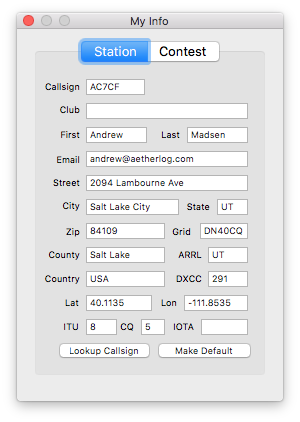 My Info
Station Contest
Callsign AC7CF
Club
First Andrew Last Madsen
Email andrew@aetherlog.com
Street 2094 Lambourne Ave
City Salt Lake City State UT
Zip 84109 Grid DN40CQ
County Salt Lake ARRL UT
Country USA DXCC 291
Lat 40.1135 Lon -111.8535
ITU 8 CQ 5 IOTA
Lookup Callsign Make Default